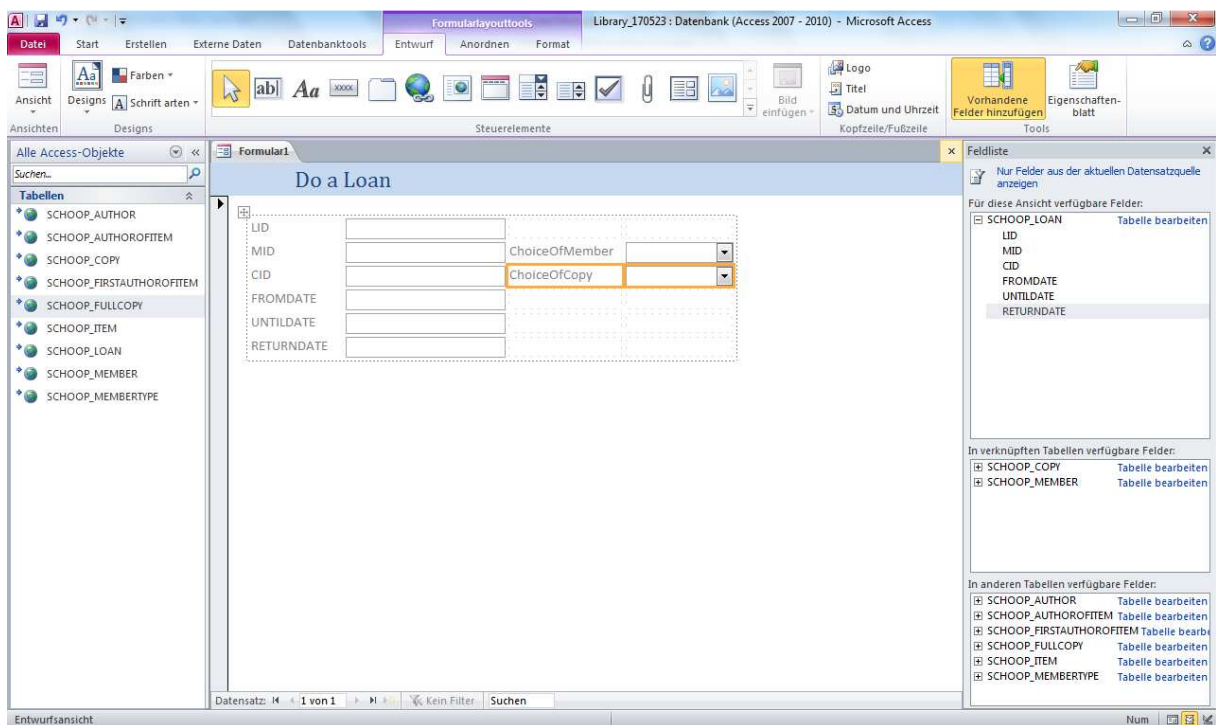 Formularlayouttools
Library_170523 : Datenbank (Access 2007 - 2010) - Microsoft Access
Datei Start Erstellen Externe Daten Datenbanktools Entwurf Anordnen Format
Ansicht
Designs
Farben
Schrift arten
Ansichten
Designs
Bild
einfügen
Steuerelemente
Logo
Titel
Datum und Uhrzeit
Kopfzeile/Fußzeile
Vorhandene
Felder hinzufügen
Eigenschaften-
blatt
Tools
Alle Access-Objekte
Suchen...
Tabellen
SCHOOP_AUTHOR
SCHOOP_AUTHOROFITEM
SCHOOP_COPY
SCHOOP_FIRSTAUTHOROFITEM
SCHOOP_FULLCOPY
SCHOOP_ITEM
SCHOOP_LOAN
SCHOOP_MEMBER
SCHOOP_MEMBERTYPE
Formular1
Do a Loan
LID
MID ChoiceOfMember
CID ChoiceOfCopy
FROMDATE
UNTILDATE
RETURNDATE
Datensatz: 1 von 1 Kein Filter Suchen
Feldliste
Nur Felder aus der aktuellen Datensatzquelle
anzeigen
Für diese Ansicht verfügbare Felder:
SCHOOP_LOAN Tabelle bearbeiten
LID
MID
CID
FROMDATE
UNTILDATE
RETURNDATE
In verknüpften Tabellen verfügbare Felder:
SCHOOP_COPY Tabelle bearbeiten
SCHOOP_MEMBER Tabelle bearbeiten
In anderen Tabellen verfügbare Felder:
SCHOOP_AUTHOR Tabelle bearbeiten
SCHOOP_AUTHOROFITEM Tabelle bearbeiten
SCHOOP_FIRSTAUTHOROFITEM Tabelle bearbe
SCHOOP_FULLCOPY Tabelle bearbeiten
SCHOOP_ITEM Tabelle bearbeiten
SCHOOP_MEMBERTYPE Tabelle bearbeiten
Entwurfsansicht
Num